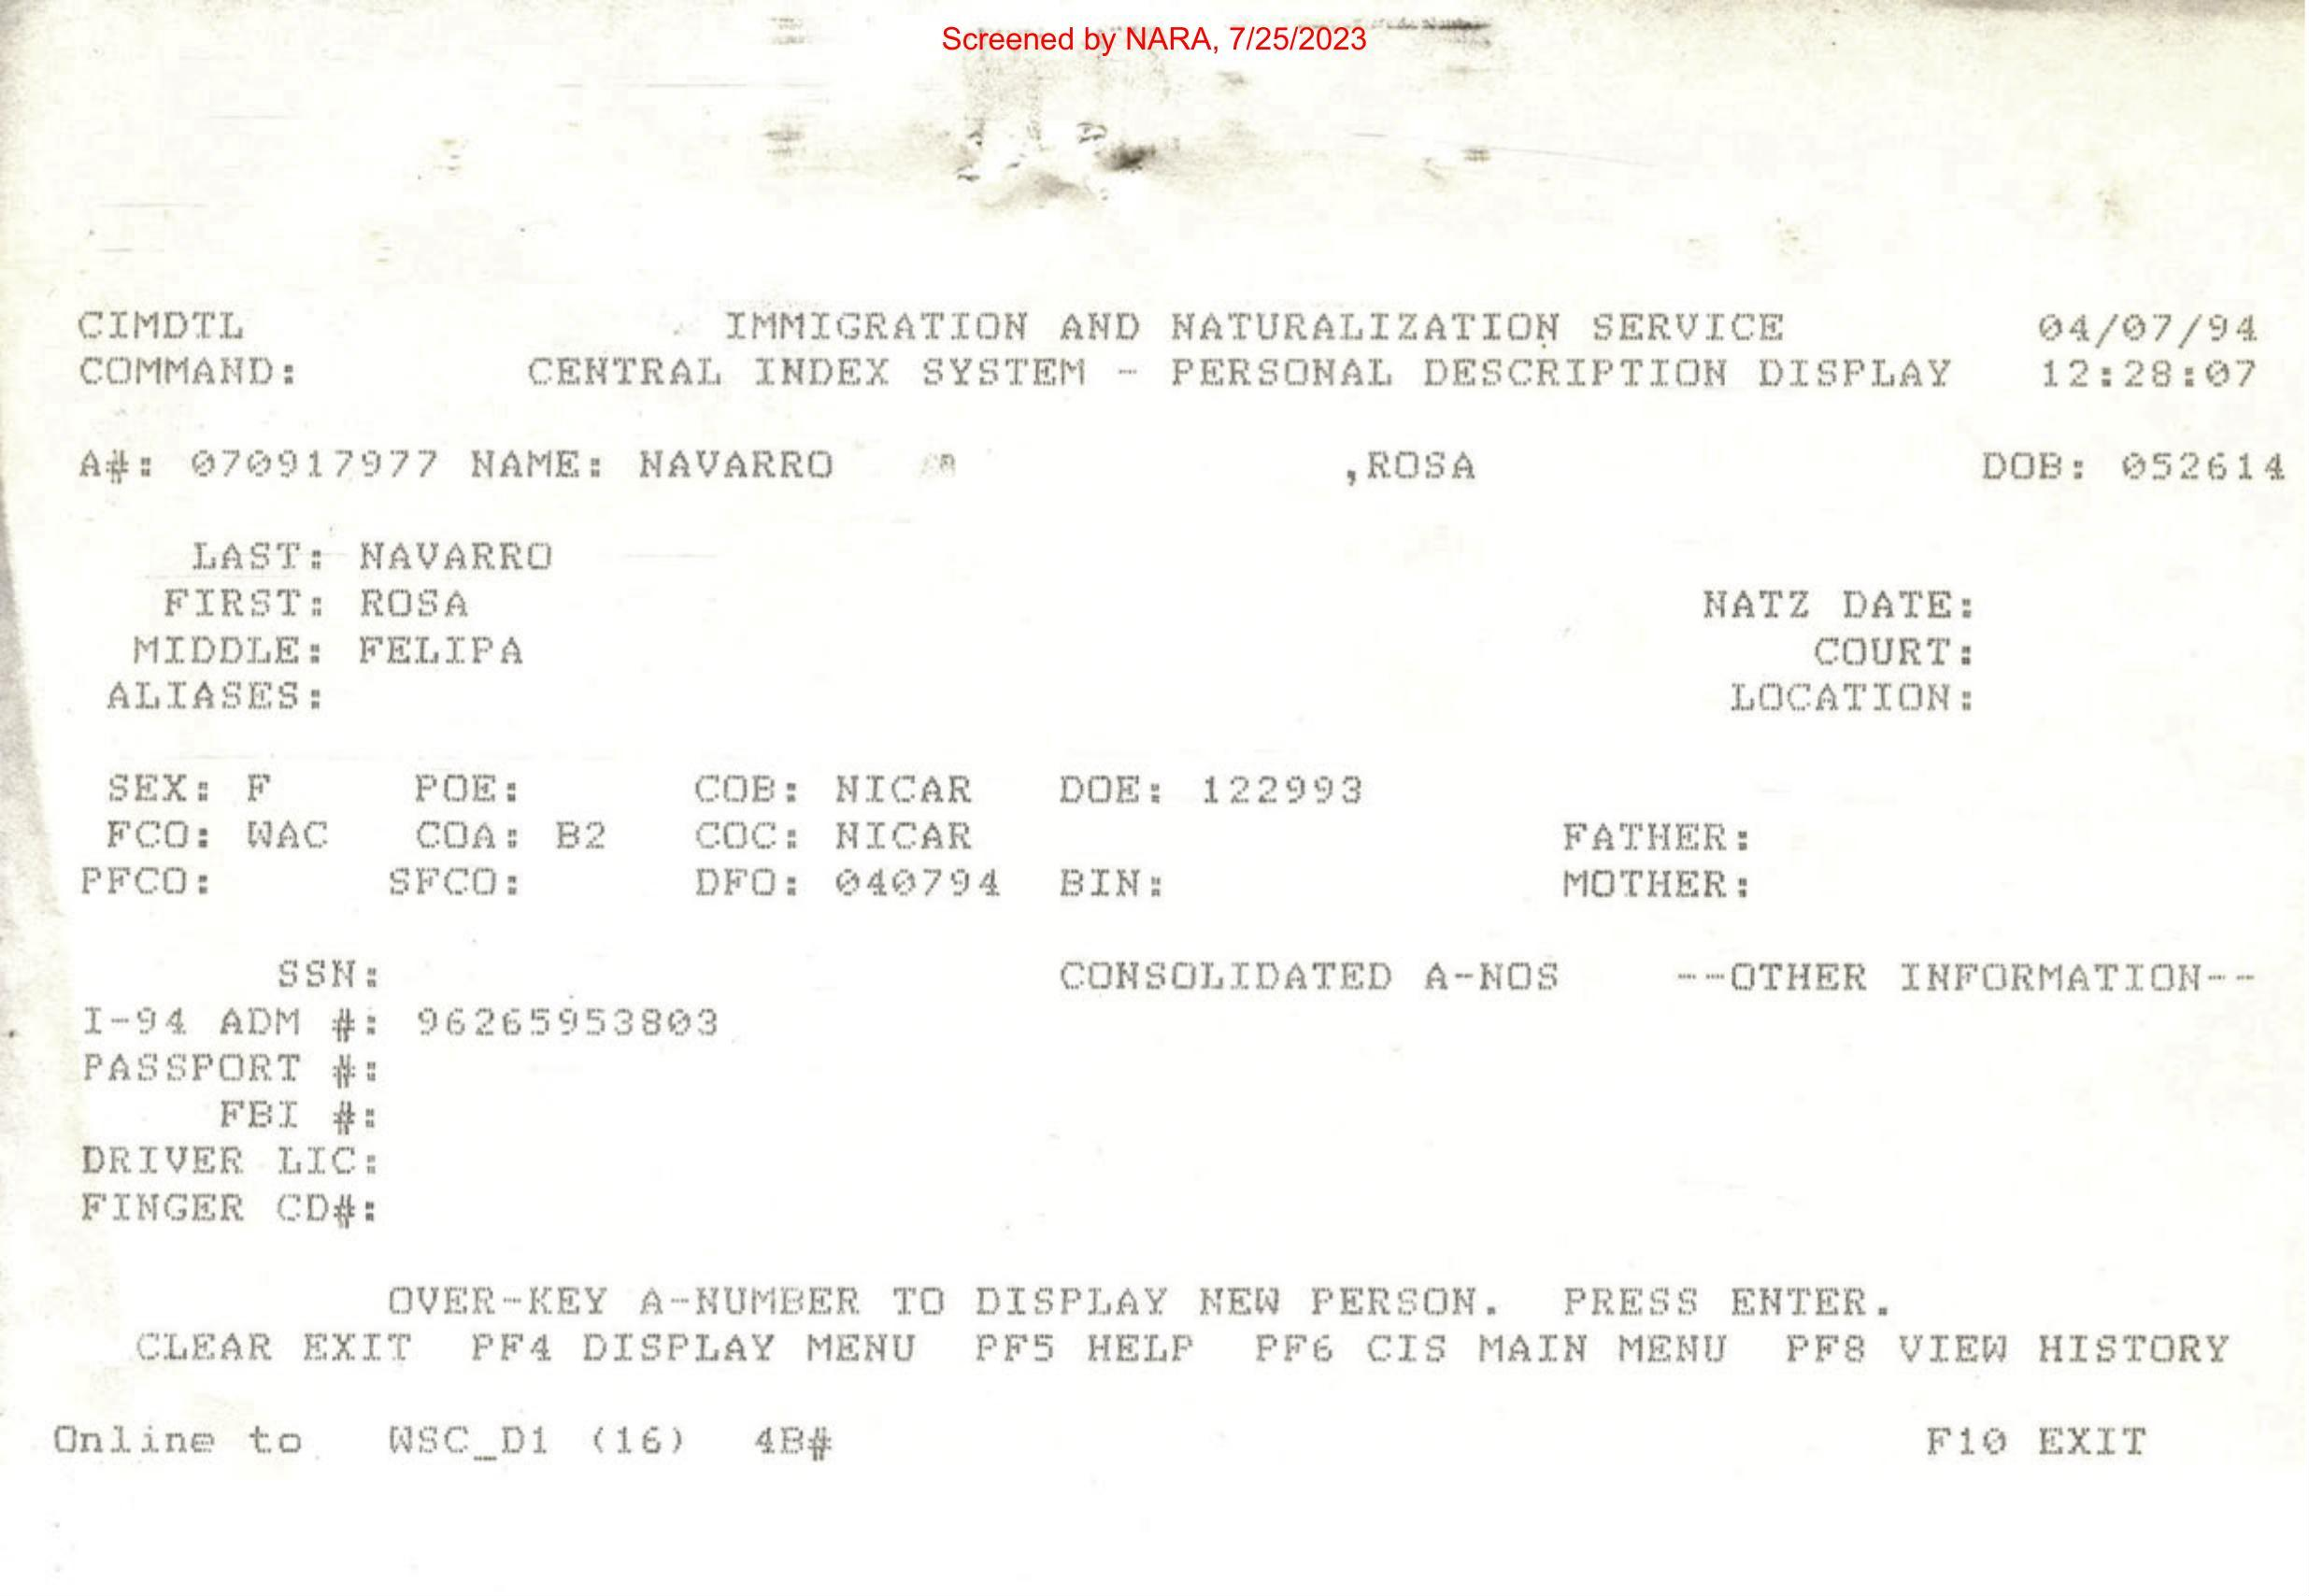 Screened by NARA, 7/25/2023
CIMDTL IMMIGRATION AND NATURALIZATION SERVICE 04/07/94
COMMAND: CENTRAL INDEX SYSTEM - PERSONAL DESCRIPTION DISPLAY 12:28:07
A#: 070917977 NAME: NAVARRO ,ROSA DOB: 052614
LAST: NAVARRO
FIRST: ROSA NATZ DATE:
MIDDLE: FELIPA COURT:
ALIASES: LOCATION:
SEX: F POE: COB: NICAR DOE: 122993
FCO: WAC COA: B2 COC: NICAR FATHER:
PFCO: SFCO: DFO: 040794 BIN: MOTHER:
SSN: CONSOLIDATED A-NOS --OTHER INFORMATION--
I-94 ADM #: 96265953803
PASSPORT #:
FBI #:
DRIVER LIC:
FINGER CD#:
OVER-KEY A-NUMBER TO DISPLAY NEW PERSON. PRESS ENTER.
CLEAR EXIT PF4 DISPLAY MENU PF5 HELP PF6 CIS MAIN MENU PF8 VIEW HISTORY
Online to WSC_D1 (16) 4B# F10 EXIT